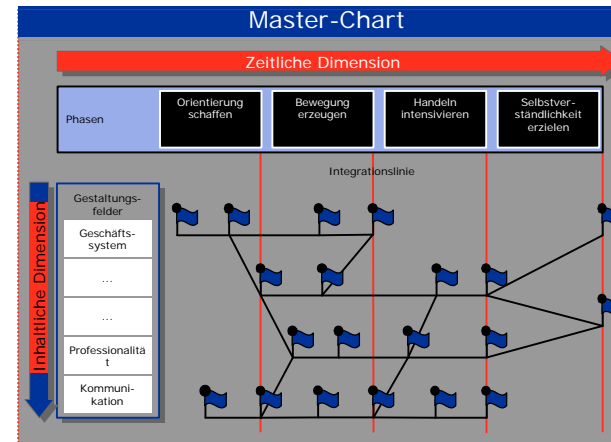 Master-Chart
Zeitliche Dimension
Phasen
Orientierung
schaffen
Bewegung
erzeugen
Handeln
intensivieren
Selbstver-
ständlichkeit
erzielen
Integrationslinie
Inhaltliche Dimension
Gestaltungs-
felder
Geschäfts-
system
...
...
Professionalitä
t
Kommuni-
kation